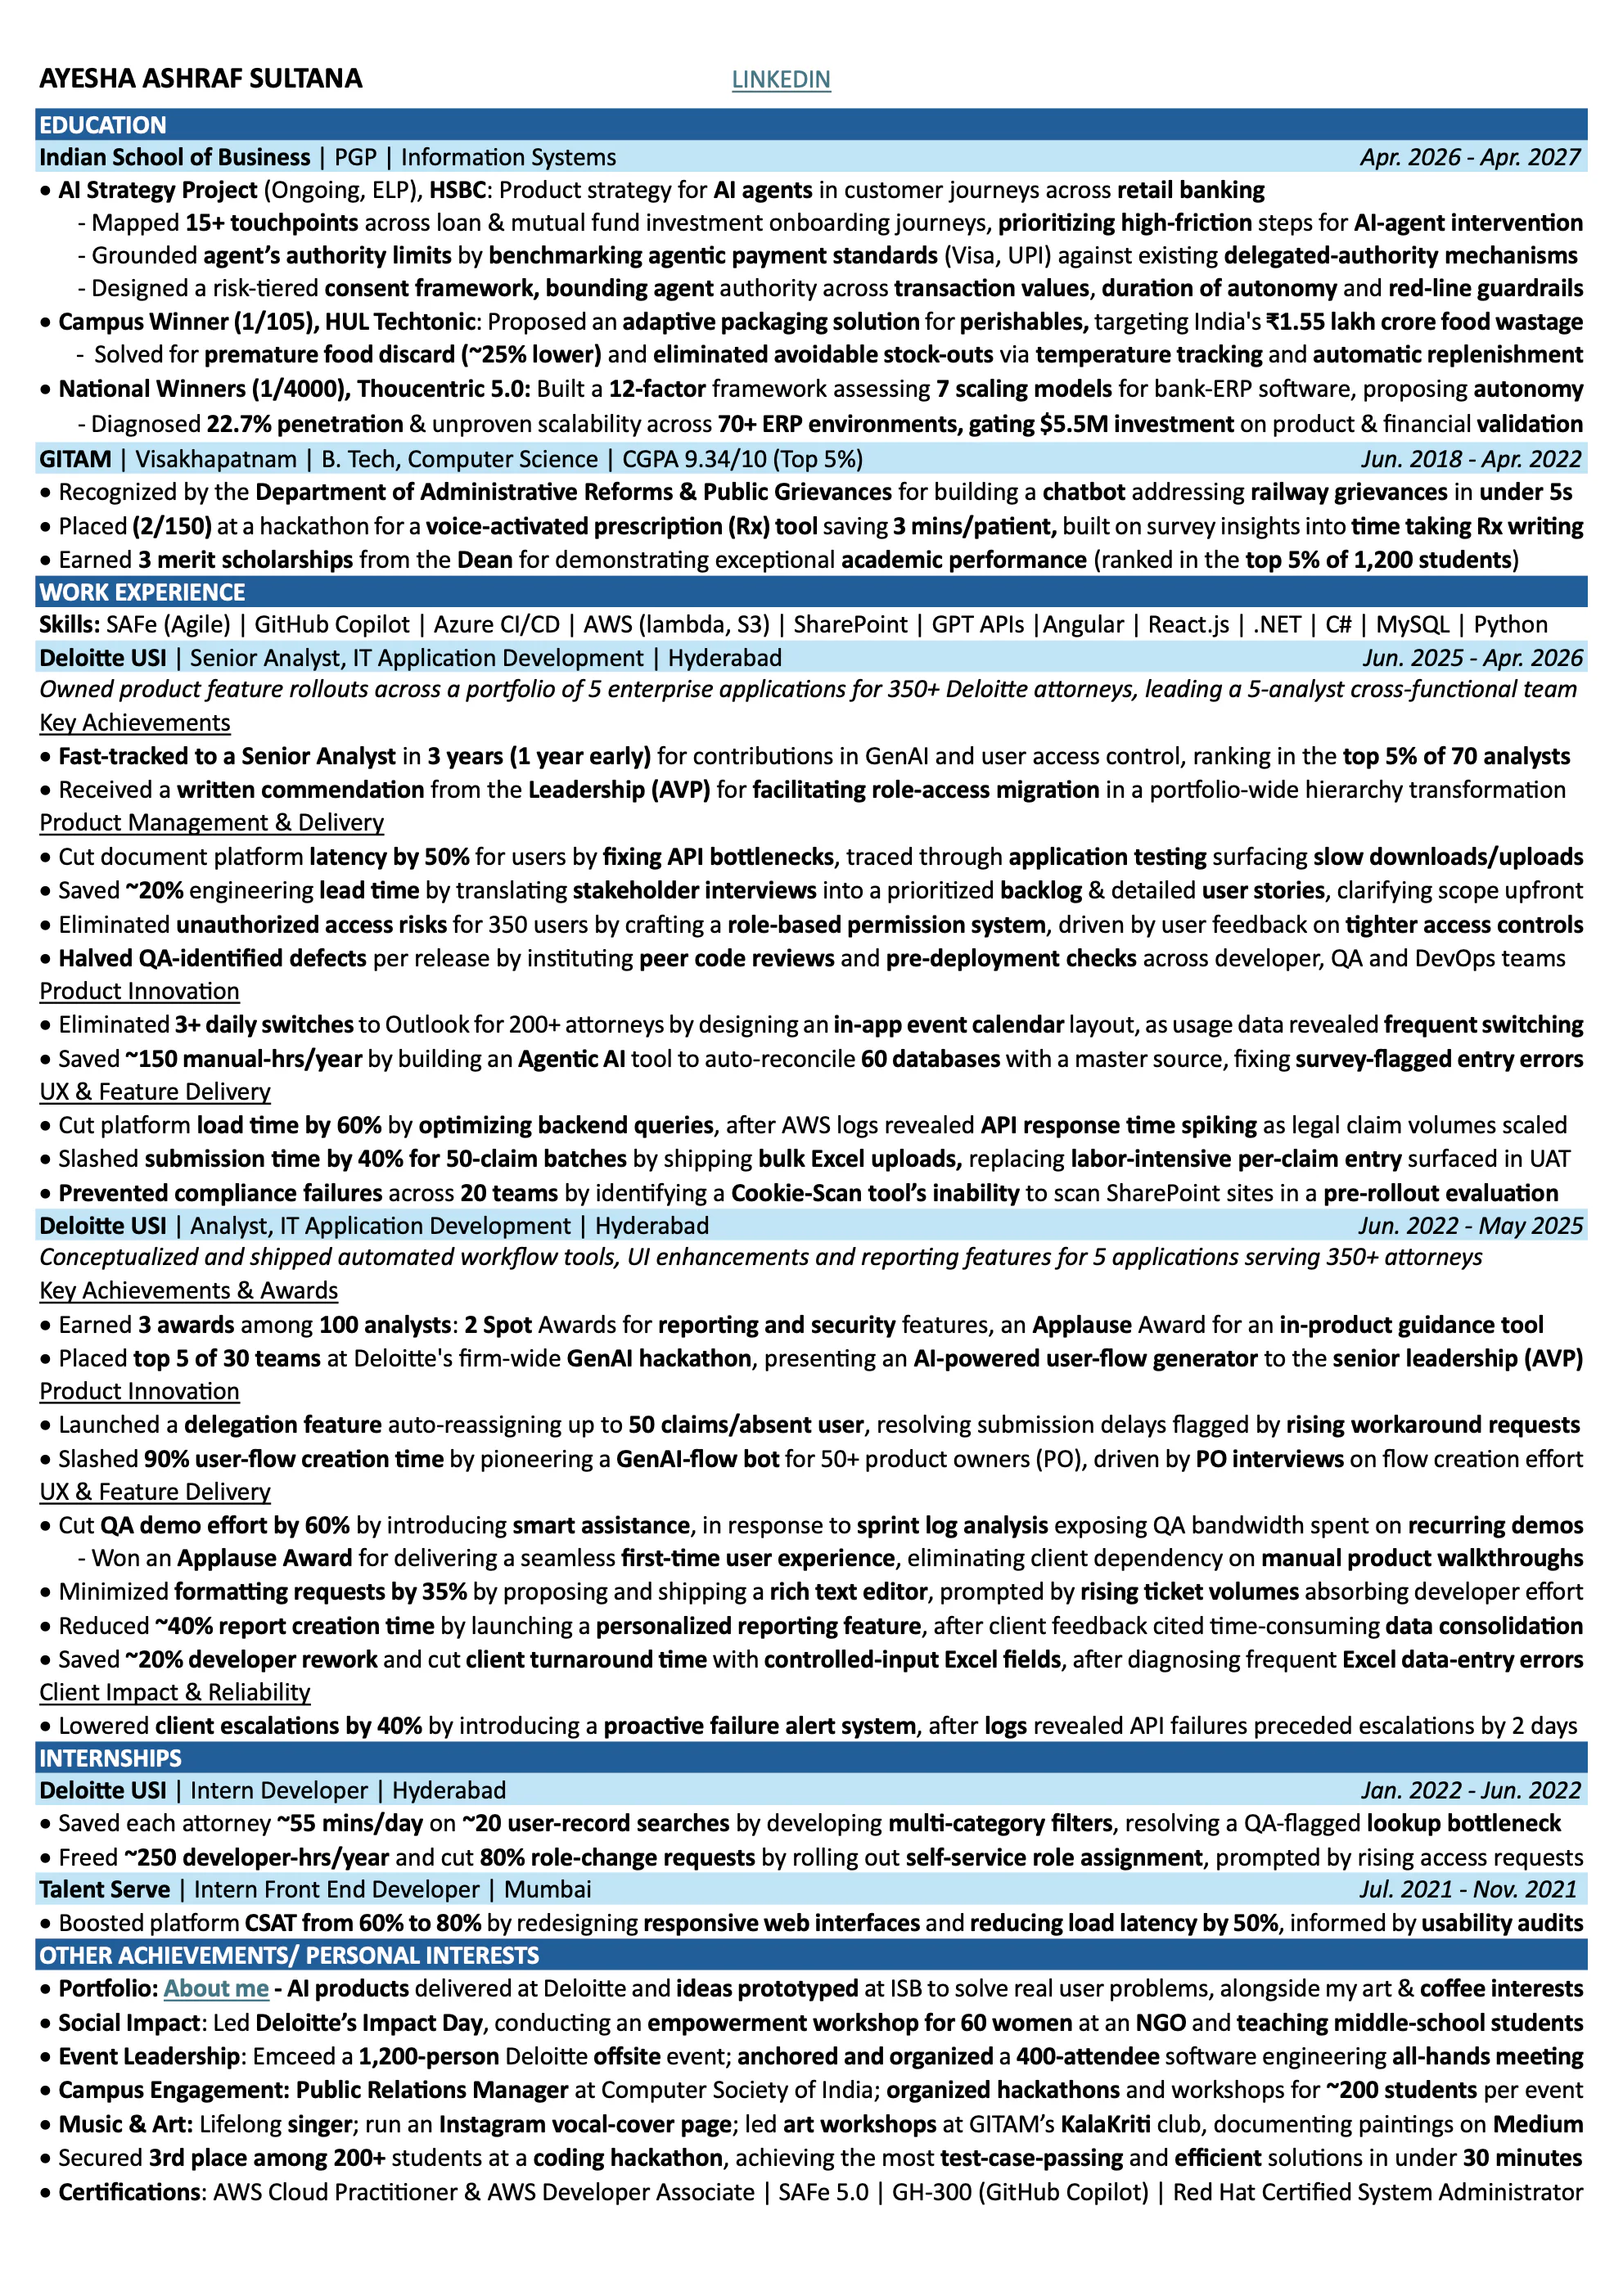 AYESHA ASHRAF SULTANA LINKEDIN
EDUCATION
Indian School of Business | PGP | Information Systems Apr. 2026 - Apr. 2027
• AI Strategy Project (Ongoing, ELP), HSBC: Product strategy for AI agents in customer journeys across retail banking
- Mapped 15+ touchpoints across loan & mutual fund investment onboarding journeys, prioritizing high-friction steps for AI-agent intervention
- Grounded agent’s authority limits by benchmarking agentic payment standards (Visa, UPI) against existing delegated-authority mechanisms
- Designed a risk-tiered consent framework, bounding agent authority across transaction values, duration of autonomy and red-line guardrails
• Campus Winner (1/105), HUL Techtonic: Proposed an adaptive packaging solution for perishables, targeting India's ₹1.55 lakh crore food wastage
- Solved for premature food discard (~25% lower) and eliminated avoidable stock-outs via temperature tracking and automatic replenishment
• National Winners (1/4000), Thoucentric 5.0: Built a 12-factor framework assessing 7 scaling models for bank-ERP software, proposing autonomy
- Diagnosed 22.7% penetration & unproven scalability across 70+ ERP environments, gating $5.5M investment on product & financial validation
GITAM | Visakhapatnam | B. Tech, Computer Science | CGPA 9.34/10 (Top 5%) Jun. 2018 - Apr. 2022
• Recognized by the Department of Administrative Reforms & Public Grievances for building a chatbot addressing railway grievances in under 5s
• Placed (2/150) at a hackathon for a voice-activated prescription (Rx) tool saving 3 mins/patient, built on survey insights into time taking Rx writing
• Earned 3 merit scholarships from the Dean for demonstrating exceptional academic performance (ranked in the top 5% of 1,200 students)
WORK EXPERIENCE
Skills: SAFe (Agile) | GitHub Copilot | Azure CI/CD | AWS (lambda, S3) | SharePoint | GPT APIs |Angular | React.js | .NET | C# | MySQL | Python
Deloitte USI | Senior Analyst, IT Application Development | Hyderabad Jun. 2025 - Apr. 2026
Owned product feature rollouts across a portfolio of 5 enterprise applications for 350+ Deloitte attorneys, leading a 5-analyst cross-functional team
Key Achievements
• Fast-tracked to a Senior Analyst in 3 years (1 year early) for contributions in GenAI and user access control, ranking in the top 5% of 70 analysts
• Received a written commendation from the Leadership (AVP) for facilitating role-access migration in a portfolio-wide hierarchy transformation
Product Management & Delivery
• Cut document platform latency by 50% for users by fixing API bottlenecks, traced through application testing surfacing slow downloads/uploads
• Saved ~20% engineering lead time by translating stakeholder interviews into a prioritized backlog & detailed user stories, clarifying scope upfront
• Eliminated unauthorized access risks for 350 users by crafting a role-based permission system, driven by user feedback on tighter access controls
• Halved QA-identified defects per release by instituting peer code reviews and pre-deployment checks across developer, QA and DevOps teams
Product Innovation
• Eliminated 3+ daily switches to Outlook for 200+ attorneys by designing an in-app event calendar layout, as usage data revealed frequent switching
• Saved ~150 manual-hrs/year by building an Agentic AI tool to auto-reconcile 60 databases with a master source, fixing survey-flagged entry errors
UX & Feature Delivery
• Cut platform load time by 60% by optimizing backend queries, after AWS logs revealed API response time spiking as legal claim volumes scaled
• Slashed submission time by 40% for 50-claim batches by shipping bulk Excel uploads, replacing labor-intensive per-claim entry surfaced in UAT
• Prevented compliance failures across 20 teams by identifying a Cookie-Scan tool’s inability to scan SharePoint sites in a pre-rollout evaluation
Deloitte USI | Analyst, IT Application Development | Hyderabad Jun. 2022 - May 2025
Conceptualized and shipped automated workflow tools, UI enhancements and reporting features for 5 applications serving 350+ attorneys
Key Achievements & Awards
• Earned 3 awards among 100 analysts: 2 Spot Awards for reporting and security features, an Applause Award for an in-product guidance tool
• Placed top 5 of 30 teams at Deloitte's firm-wide GenAI hackathon, presenting an AI-powered user-flow generator to the senior leadership (AVP)
Product Innovation
• Launched a delegation feature auto-reassigning up to 50 claims/absent user, resolving submission delays flagged by rising workaround requests
• Slashed 90% user-flow creation time by pioneering a GenAI-flow bot for 50+ product owners (PO), driven by PO interviews on flow creation effort
UX & Feature Delivery
• Cut QA demo effort by 60% by introducing smart assistance, in response to sprint log analysis exposing QA bandwidth spent on recurring demos
- Won an Applause Award for delivering a seamless first-time user experience, eliminating client dependency on manual product walkthroughs
• Minimized formatting requests by 35% by proposing and shipping a rich text editor, prompted by rising ticket volumes absorbing developer effort
• Reduced ~40% report creation time by launching a personalized reporting feature, after client feedback cited time-consuming data consolidation
• Saved ~20% developer rework and cut client turnaround time with controlled-input Excel fields, after diagnosing frequent Excel data-entry errors
Client Impact & Reliability
• Lowered client escalations by 40% by introducing a proactive failure alert system, after logs revealed API failures preceded escalations by 2 days
INTERNSHIPS
Deloitte USI | Intern Developer | Hyderabad Jan. 2022 - Jun. 2022
• Saved each attorney ~55 mins/day on ~20 user-record searches by developing multi-category filters, resolving a QA-flagged lookup bottleneck
• Freed ~250 developer-hrs/year and cut 80% role-change requests by rolling out self-service role assignment, prompted by rising access requests
Talent Serve | Intern Front End Developer | Mumbai Jul. 2021 - Nov. 2021
• Boosted platform CSAT from 60% to 80% by redesigning responsive web interfaces and reducing load latency by 50%, informed by usability audits
OTHER ACHIEVEMENTS/ PERSONAL INTERESTS
• Portfolio: About me - AI products delivered at Deloitte and ideas prototyped at ISB to solve real user problems, alongside my art & coffee interests
• Social Impact: Led Deloitte’s Impact Day, conducting an empowerment workshop for 60 women at an NGO and teaching middle-school students
• Event Leadership: Emceed a 1,200-person Deloitte offsite event; anchored and organized a 400-attendee software engineering all-hands meeting
• Campus Engagement: Public Relations Manager at Computer Society of India; organized hackathons and workshops for ~200 students per event
• Music & Art: Lifelong singer; run an Instagram vocal-cover page; led art workshops at GITAM’s KalaKriti club, documenting paintings on Medium
• Secured 3rd place among 200+ students at a coding hackathon, achieving the most test-case-passing and efficient solutions in under 30 minutes
• Certifications: AWS Cloud Practitioner & AWS Developer Associate | SAFe 5.0 | GH-300 (GitHub Copilot) | Red Hat Certified System Administrator